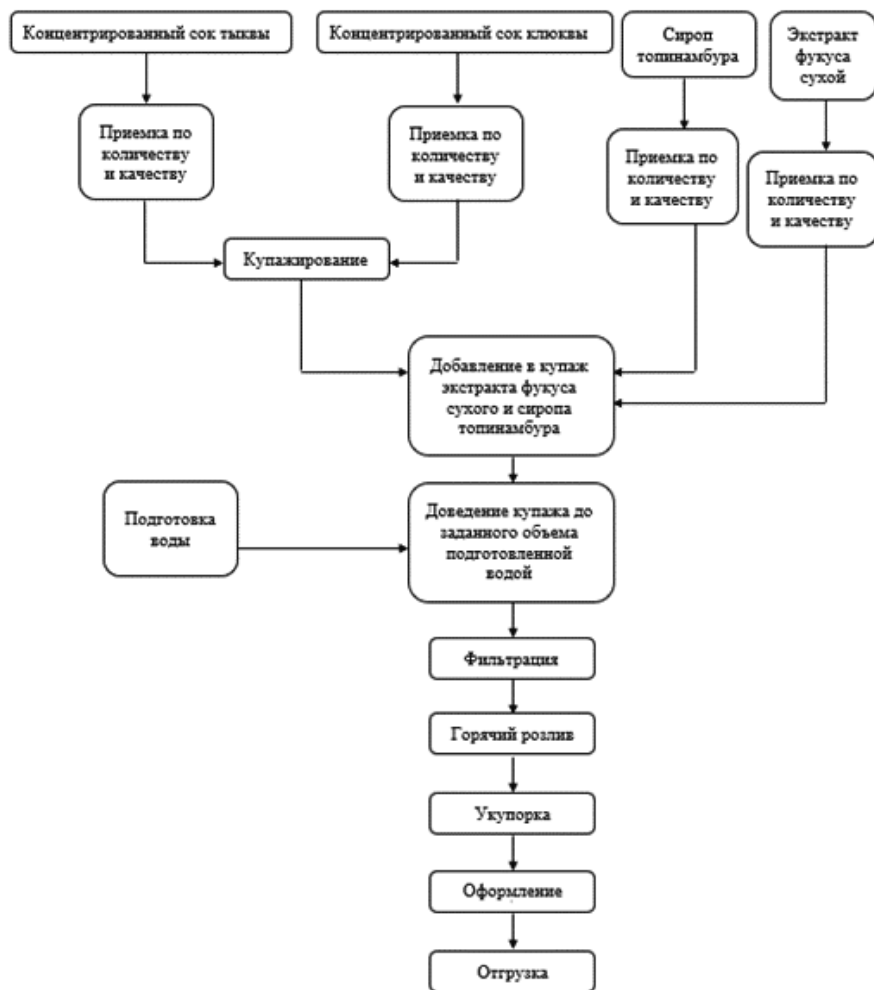 Концентрированный сок тыквы
Концентрированный сок клюквы
Сироп
топинамбура
Экстракт
фукуса
сухой
Приемка по
количеству
и качеству
Приемка по
количеству
и качеству
Приемка по
количеству
и качеству
Приемка по
количеству
и качеству
Купажирование
Добавление в купаж
экстракта фукуса
сухого и сиропа
топинамбура
Подготовка
воды
Доведение купажа до
заданного объема
подготовленной
водой
Фильтрация
Горячий розлив
Укупорка
Оформление
Отгрузка